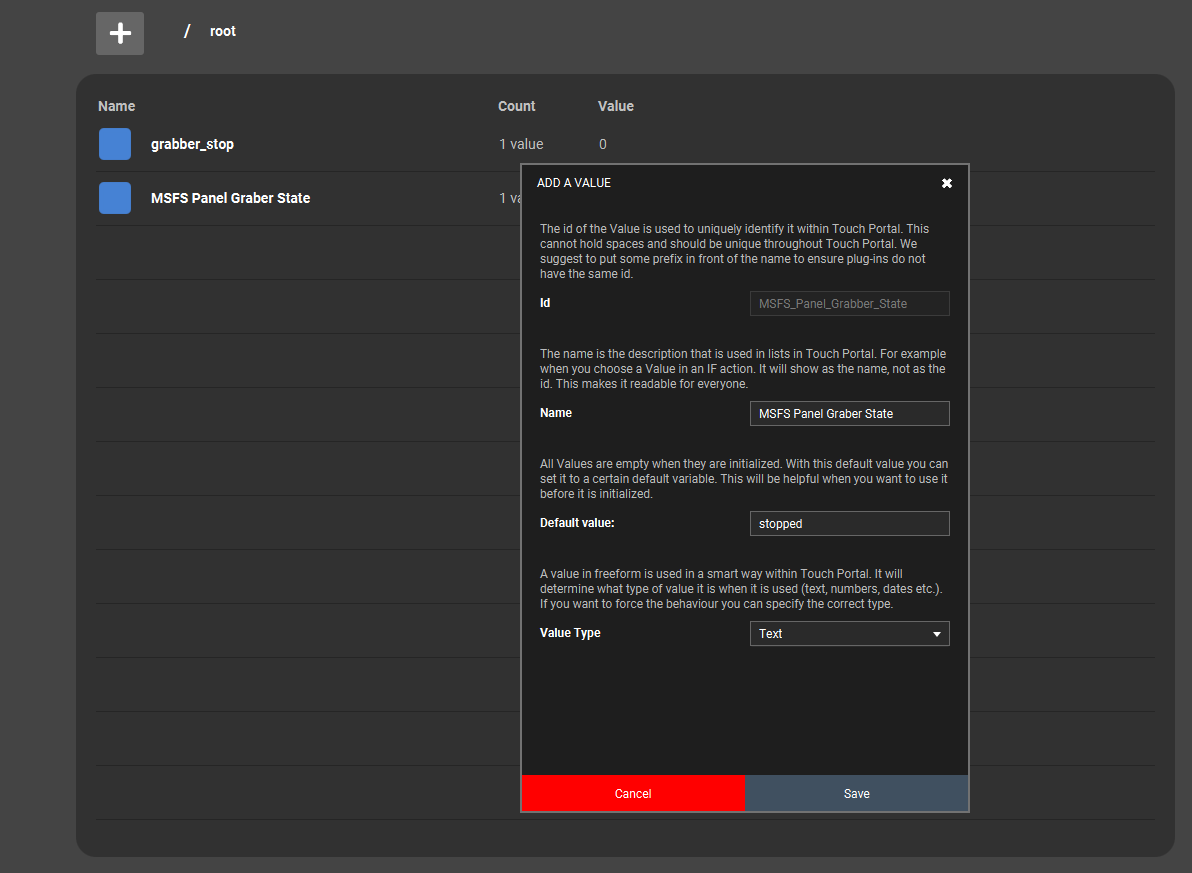 / root
Name Count Value
grabber_stop 1 value 0
MSFS Panel Graber State 1 va
ADD A VALUE
The id of the Value is used to uniquely identify it within Touch Portal. This
cannot hold spaces and should be unique throughout Touch Portal. We
suggest to put some prefix in front of the name to ensure plug-ins do not
have the same id.
Id MSFS_Panel_Grabber_State
The name is the description that is used in lists in Touch Portal. For example
when you choose a Value in an IF action. It will show as the name, not as the
id. This makes it readable for everyone.
Name MSFS Panel Graber State
All Values are empty when they are initialized. With this default value you can
set it to a certain default variable. This will be helpful when you want to use it
before it is initialized.
Default value: stopped
A value in freeform is used in a smart way within Touch Portal. It will
determine what type of value it is when it is used (text, numbers, dates etc.).
If you want to force the behaviour you can specify the correct type.
Value Type Text
Cancel Save